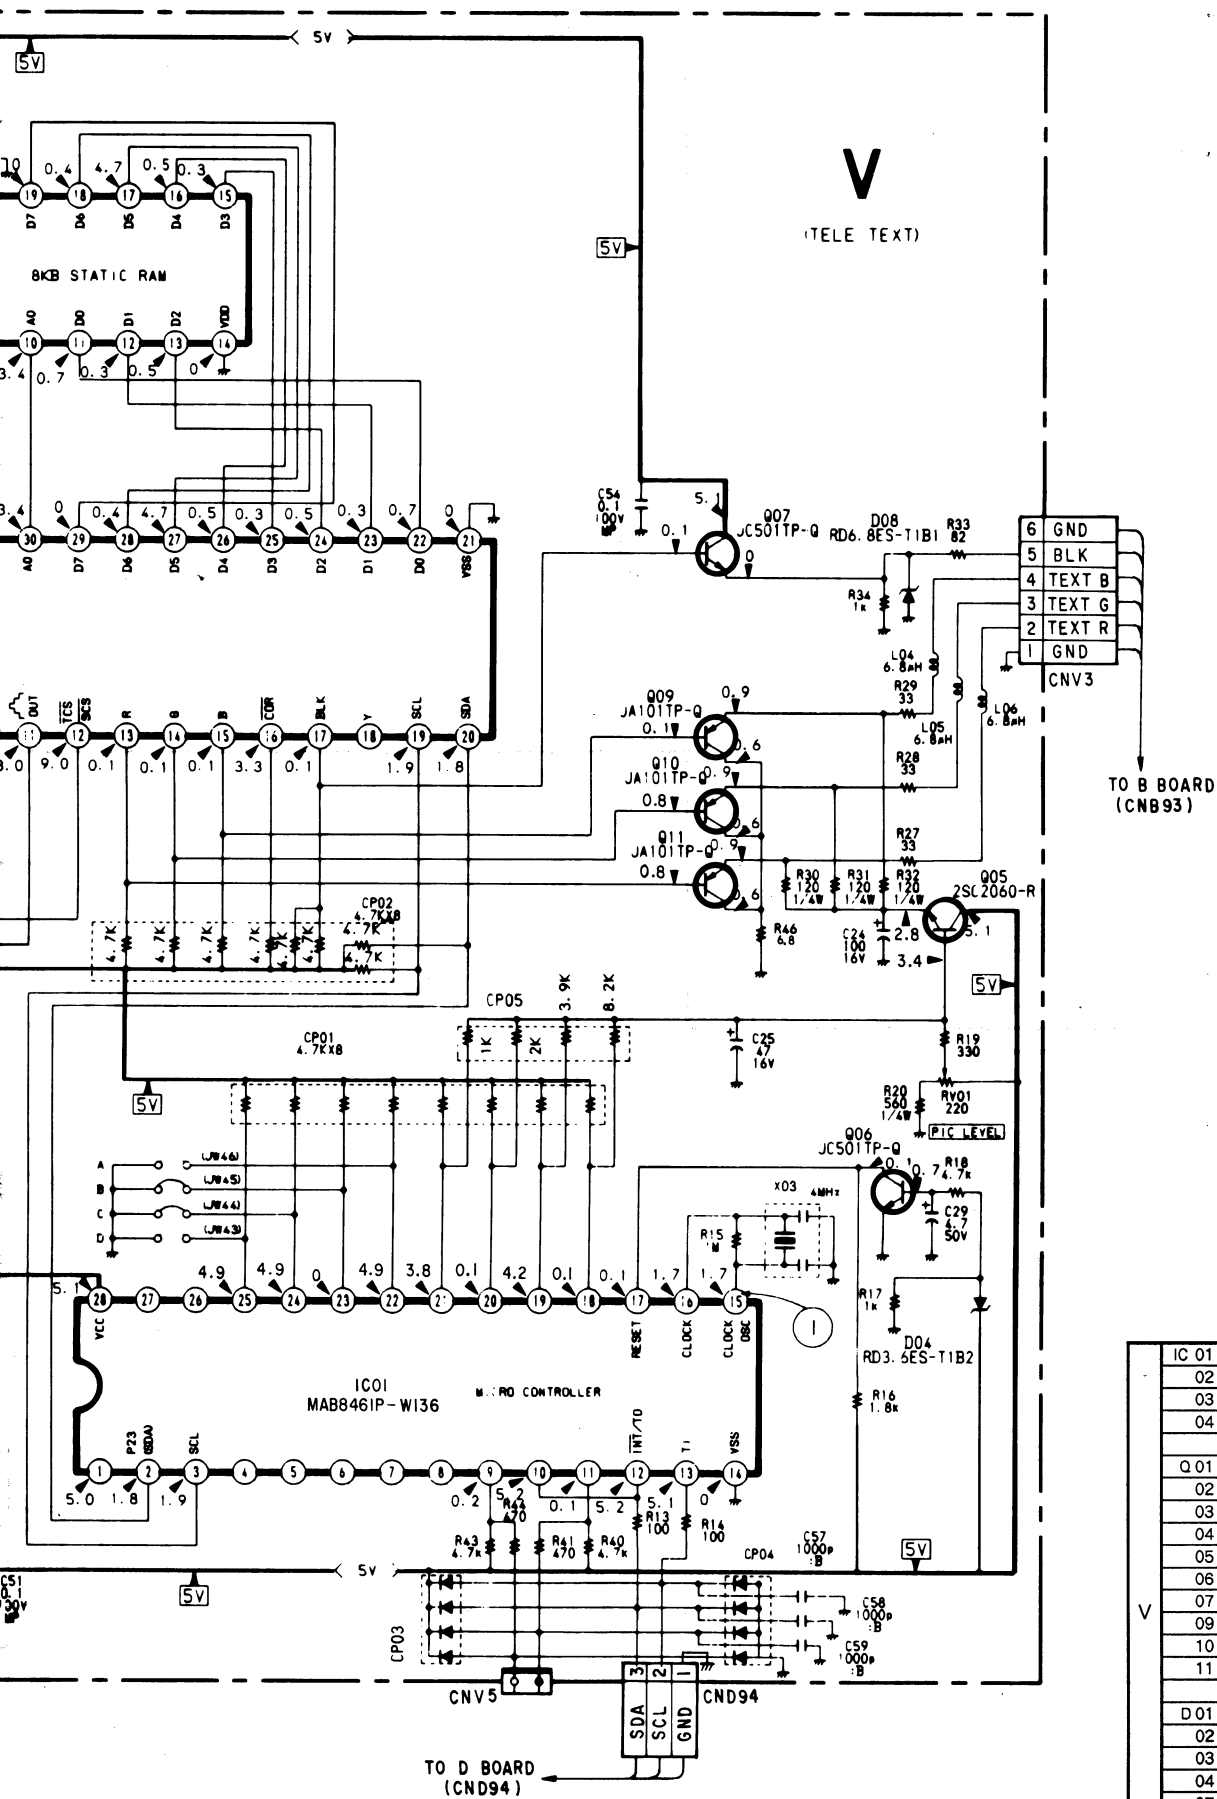 5V
5V
V
(TELE TEXT)
5V
0.4 4.7 0.5 0.3
19 18 17 16 15
D7 D6 D5 D4 D3
8KB STATIC RAM
A0 D0 D1 D2 VDD
10 11 12 13 14
3.4 0.7 0.3 0.5 0
3.4 0 0.4 4.7 0.5 0.3 0.5 0.3 0.7 0
30 29 28 27 26 25 24 23 22 21
A0 D7 D6 D5 D4 D3 D2 D1 D0 VSS
C54
0.1
100V
MP
5.1
0.1
0
Q07
JC501TP-Q
D08
RD6.8ES-T1B1
R33
82
R34
1k
6 GND
5 BLK
4 TEXT B
3 TEXT G
2 TEXT R
1 GND
CNV3
TO B BOARD
(CNB93)
OUT TCS SCS R G B COR BLK Y SCL SDA
11 12 13 14 15 16 17 18 19 20
3.0 9.0 0.1 0.1 0.1 3.3 0.1 1.9 1.8
L04
6.8μH
R29
33
L05
6.8μH
L06
6.8μH
Q09
JA101TP-Q
0.1
0.9
0.6
R28
33
Q10
JA101TP-Q
0.9
0.8
0.6
R27
33
Q11
JA101TP-Q
0.9
0.8
0.6
R30
120
1/4W
R31
120
1/4W
R32
120
1/4W
Q05
2SC2060-R
5.1
2.8
3.4
R46
6.8
C24
100
16V
5V
CP02
4.7KX8
4.7K 4.7K 4.7K 4.7K 4.7K 4.7K
4.7K
4.7K
CP05
1K 2K 3.9K 8.2K
C25
47
16V
R19
330
R20
560
1/4W
RV01
220
PIC LEVEL
CP01
4.7KX8
5V
A (JW46)
B (JW45)
C (JW44)
D (JW43)
Q06
JC501TP-Q
0.1
0.7
R18
4.7k
C29
4.7
50V
X03
4MHz
R15
1M
R17
1k
D04
RD3.6ES-T1B2
R16
1.8k
5.1 4.9 4.9 0 4.9 3.8 0.1 4.2 0.1 0.1 1.7 1.7
28 27 26 25 24 23 22 21 20 19 18 17 16 15
VCC RESET CLOCK CLOCK OSC
1
IC01
MAB8461P-W136
MICRO CONTROLLER
P23 (SDA) SCL INT/T0 T1 VSS
1 2 3 4 5 6 7 8 9 10 11 12 13 14
5.0 1.8 1.9 0.2 5.2 0.1 5.2 5.1 0
R44
470
R43
4.7k
R41
470
R40
4.7k
R13
100
R14
100
C57
1000p
:B
CP04
5V
5V
5V
C51
0.1
CP03
C58
1000p
:B
C59
1000p
:B
CNV5
3 2 1
SDA SCL GND
CND94
TO D BOARD
(CND94)
V
IC 01
02
03
04
Q 01
02
03
04
05
06
07
09
10
11
D 01
02
03
04